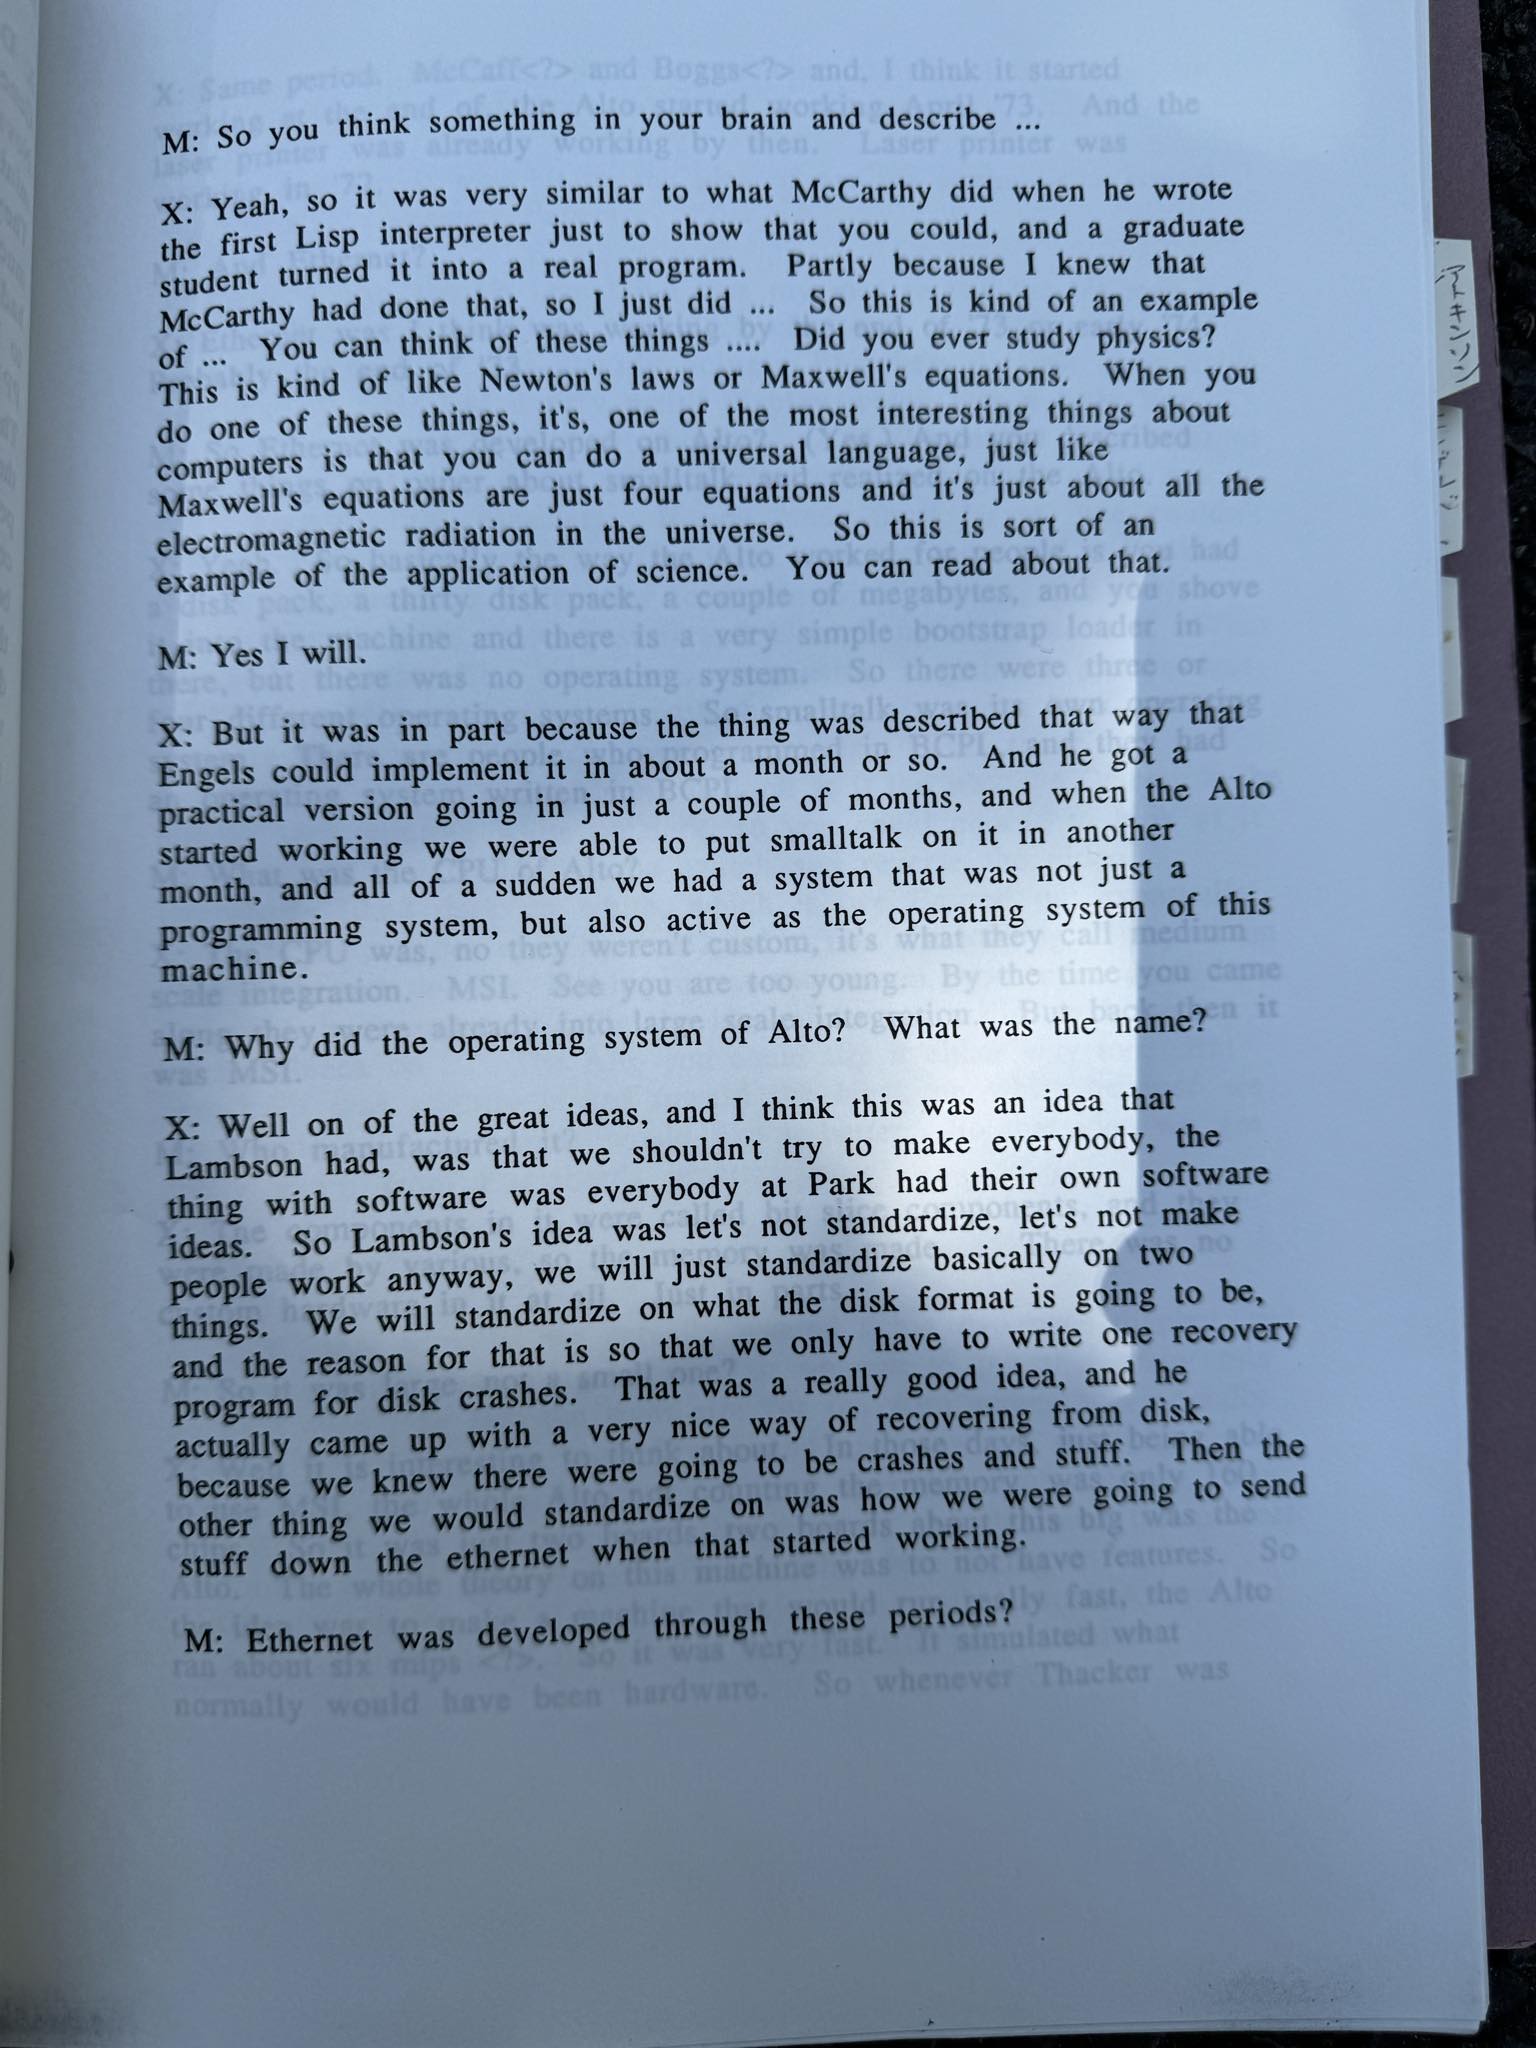 M: So you think something in your brain and describe ...
X: Yeah, so it was very similar to what McCarthy did when he wrote
the first Lisp interpreter just to show that you could, and a graduate
student turned it into a real program. Partly because I knew that
McCarthy had done that, so I just did ... So this is kind of an example
of ... You can think of these things .... Did you ever study physics?
This is kind of like Newton's laws or Maxwell's equations. When you
do one of these things, it's, one of the most interesting things about
computers is that you can do a universal language, just like
Maxwell's equations are just four equations and it's just about all the
electromagnetic radiation in the universe. So this is sort of an
example of the application of science. You can read about that.
M: Yes I will.
X: But it was in part because the thing was described that way that
Engels could implement it in about a month or so. And he got a
practical version going in just a couple of months, and when the Alto
started working we were able to put smalltalk on it in another
month, and all of a sudden we had a system that was not just a
programming system, but also active as the operating system of this
machine.
M: Why did the operating system of Alto? What was the name?
X: Well on of the great ideas, and I think this was an idea that
Lambson had, was that we shouldn't try to make everybody, the
thing with software was everybody at Park had their own software
ideas. So Lambson's idea was let's not standardize, let's not make
people work anyway, we will just standardize basically on two
things. We will standardize on what the disk format is going to be,
and the reason for that is so that we only have to write one recovery
program for disk crashes. That was a really good idea, and he
actually came up with a very nice way of recovering from disk,
because we knew there were going to be crashes and stuff. Then the
other thing we would standardize on was how we were going to send
stuff down the ethernet when that started working.
M: Ethernet was developed through these periods?